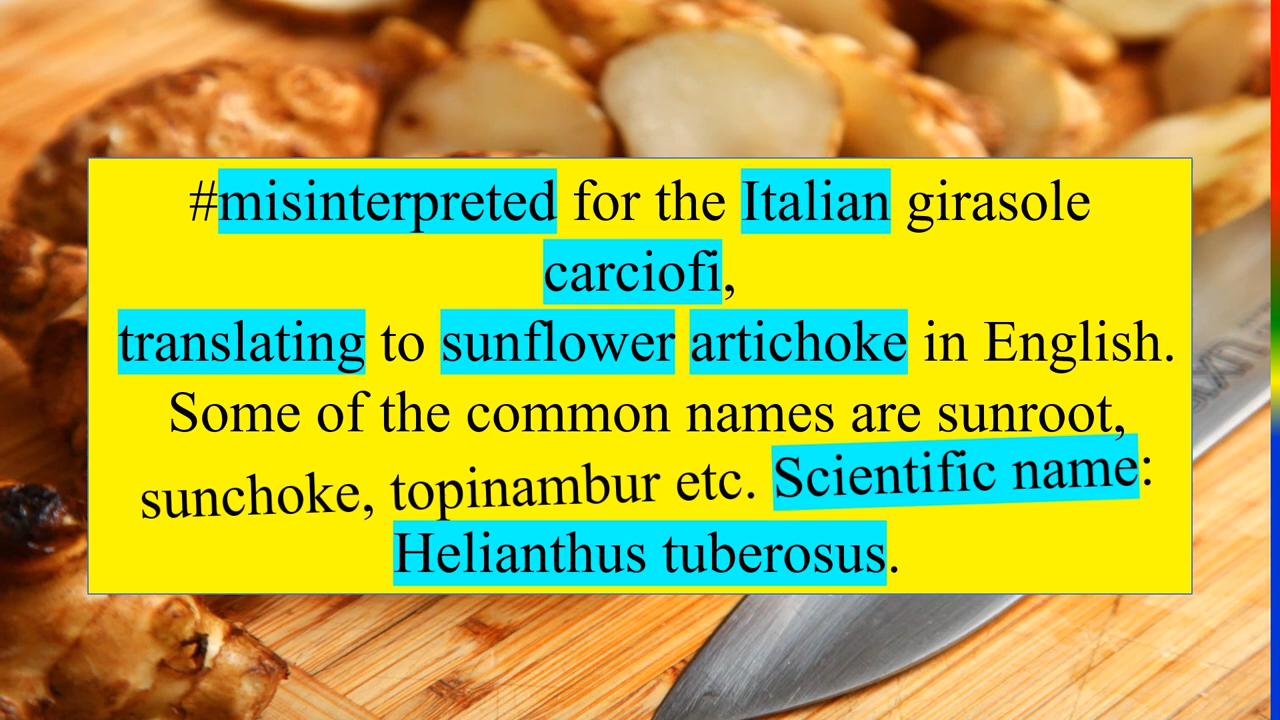 #misinterpreted for the Italian girasole
carciofi,
translating to sunflower artichoke in English.
Some of the common names are sunroot,
sunchoke, topinambur etc. Scientific name:
Helianthus tuberosus.